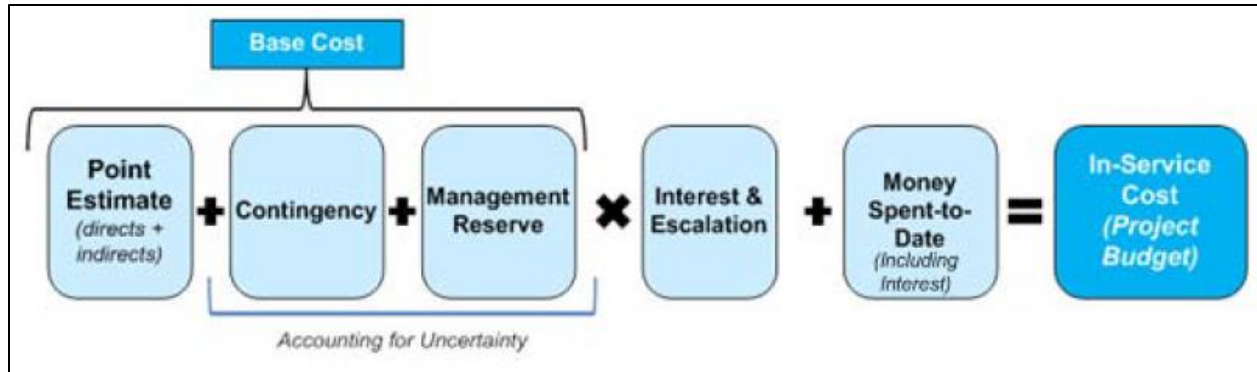 Base Cost
Point
Estimate
(directs +
indirects)
+
Contingency
+
Management
Reserve
×
Interest &
Escalation
+
Money
Spent-to-
Date
(Including
Interest)
=
In-Service
Cost
(Project
Budget)
Accounting for Uncertainty